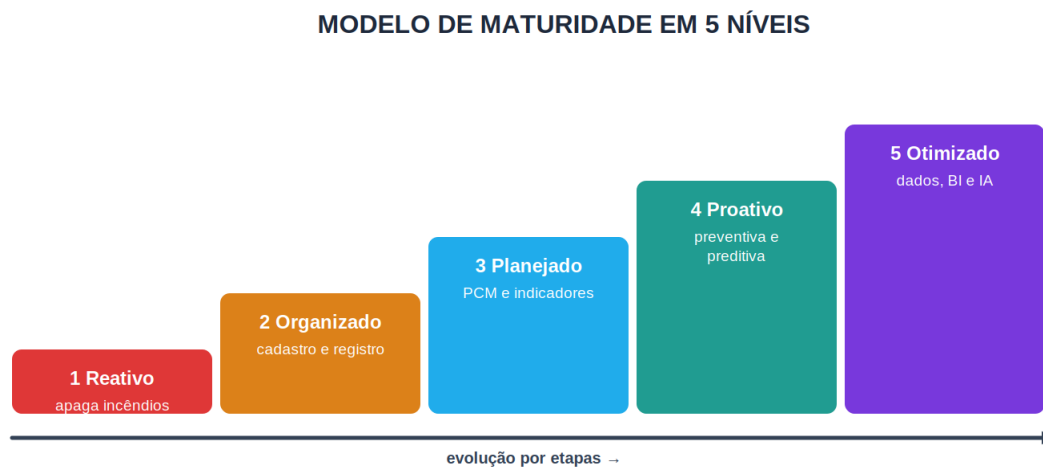 MODELO DE MATURIDADE EM 5 NÍVEIS
1 Reativo
apaga incêndios
2 Organizado
cadastro e registro
3 Planejado
PCM e indicadores
4 Proativo
preventiva e
preditiva
5 Otimizado
dados, BI e IA
evolução por etapas →